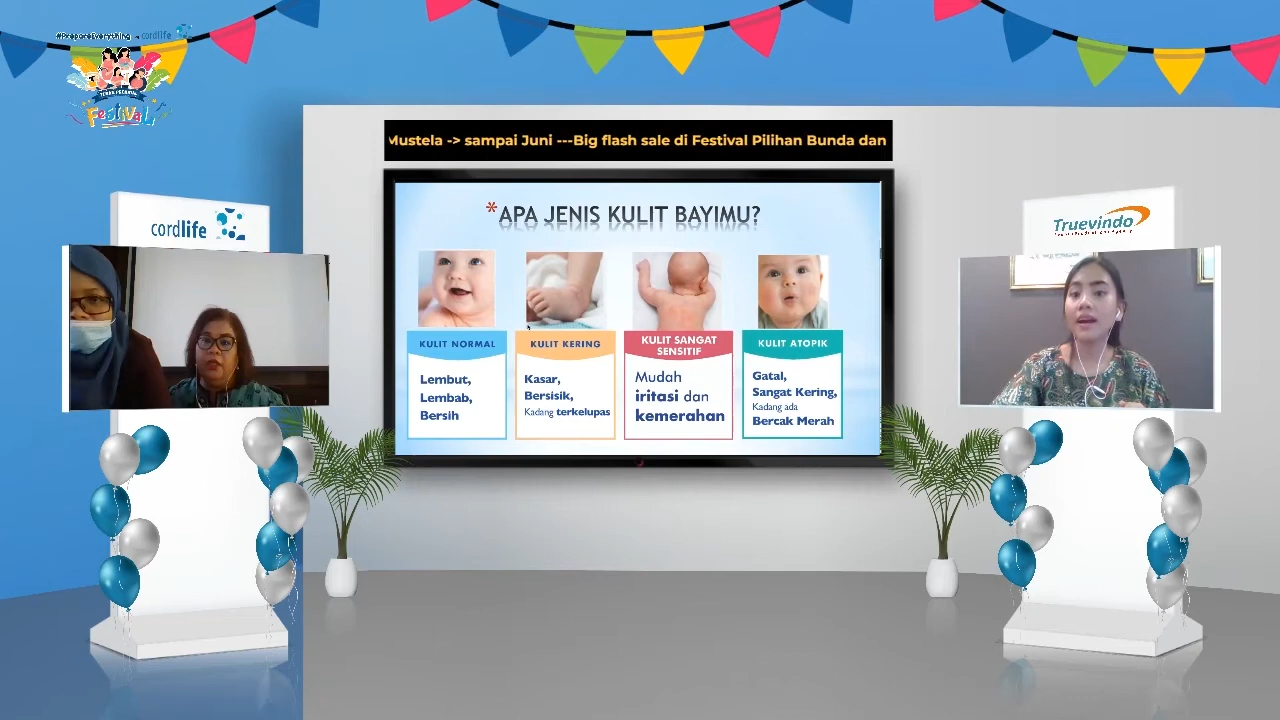 #PrepareEverything cordlife
Festival
Mustela -> sampai Juni ---Big flash sale di Festival Pilihan Bunda dan
cordlife
Truevindo
*APA JENIS KULIT BAYIMU?
KULIT NORMAL
Lembut,
Lembab,
Bersih
KULIT KERING
Kasar,
Bersisik,
Kadang terkelupas
KULIT SANGAT
SENSITIF
Mudah
iritasi dan
kemerahan
KULIT ATOPIK
Gatal,
Sangat Kering,
Kadang ada
Bercak Merah